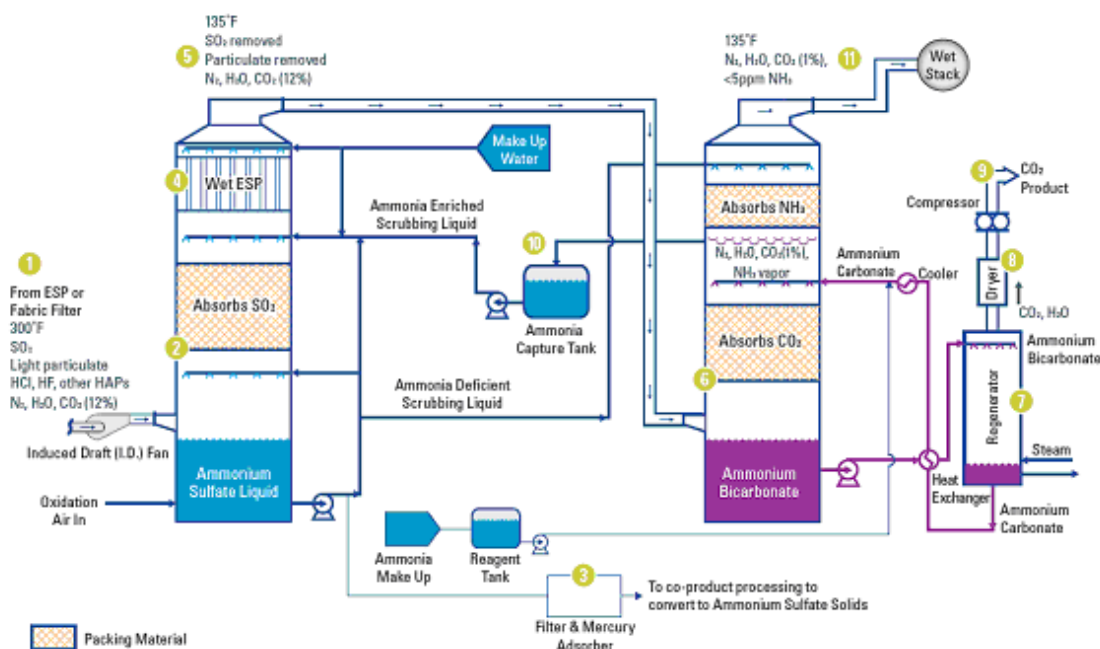 135°F
SO₂ removed
5
Particulate removed
N₂, H₂O, CO₂ (12%)
135°F
N₂, H₂O, CO₂ (1%),
<5ppm NH₃
11
Wet
Stack
Make Up
Water
4
Wet ESP
Absorbs NH₃
9
CO₂
Product
Compressor
Ammonia Enriched
Scrubbing Liquid
10
N₂, H₂O, CO₂(1%),
NH₃ vapor
Ammonium
Carbonate
Cooler
8
Dryer
CO₂, H₂O
1
From ESP or
Fabric Filter
300°F
SO₂
Light particulate
HCl, HF, other HAPs
N₂, H₂O, CO₂ (12%)
Absorbs SO₂
2
Ammonia
Capture Tank
Absorbs CO₂
6
Ammonium
Bicarbonate
Ammonia Deficient
Scrubbing Liquid
7
Regenerator
Induced Draft (I.D.) Fan
Ammonium
Sulfate Liquid
Ammonium
Bicarbonate
Steam
Heat
Exchanger
Oxidation
Air In
Ammonium
Carbonate
Ammonia
Make Up
Reagent
Tank
3
To co-product processing to
convert to Ammonium Sulfate Solids
Filter & Mercury
Adsorber
Packing Material